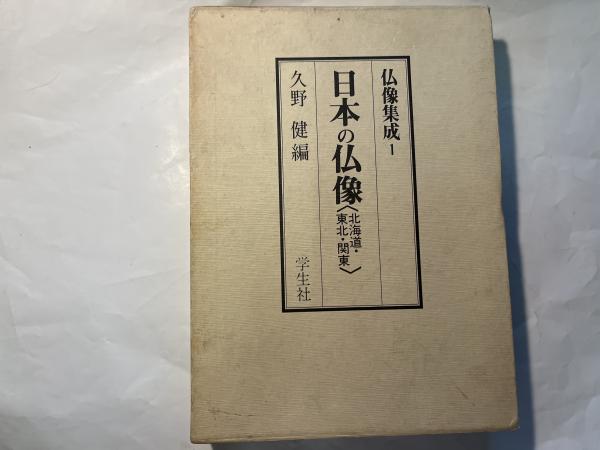 仏像集成1
日本の仏像〈北海道・東北・関東〉
久野 健編
学生社